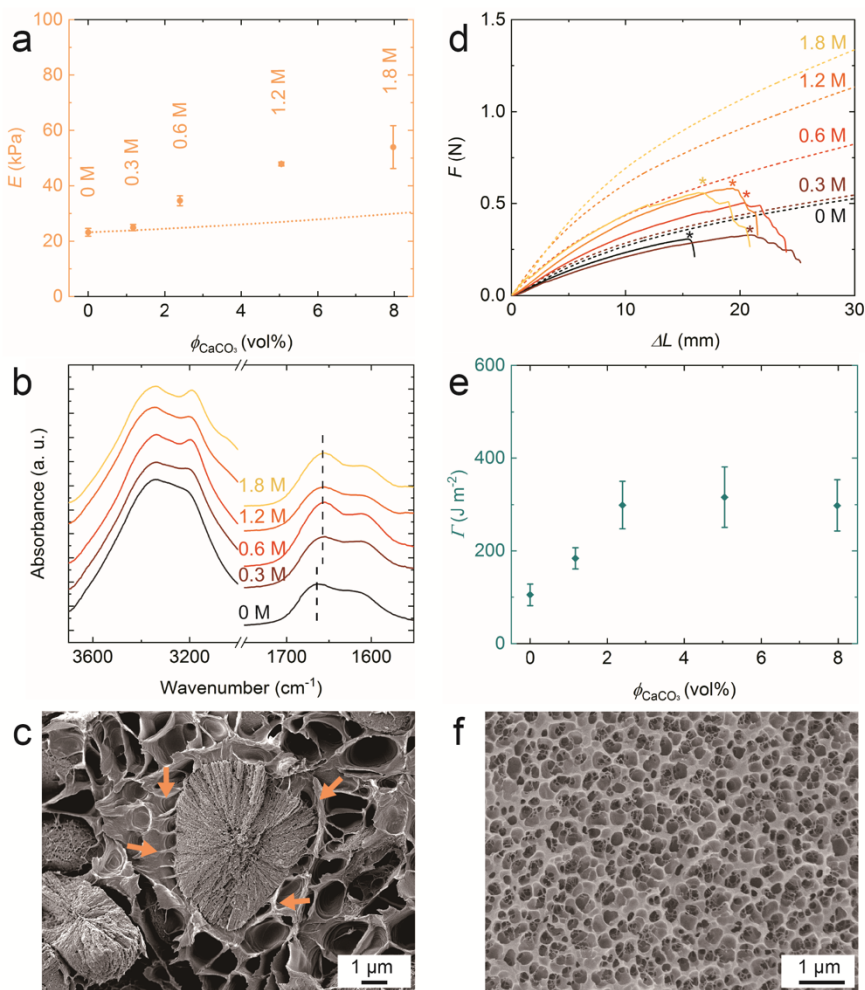 a
100
80
60
40
20
0
E (kPa)
0 M
0.3 M
0.6 M
1.2 M
1.8 M
0 2 4 6 8
ϕCaCO₃ (vol%)
d
1.5
1.0
0.5
0.0
F (N)
1.8 M
1.2 M
0.6 M
0.3 M
0 M
* * * * *
0 10 20 30
ΔL (mm)
b
Absorbance (a. u.)
1.8 M
1.2 M
0.6 M
0.3 M
0 M
3600 3200 1700 1600
Wavenumber (cm⁻¹)
e
600
400
200
0
Γ (J m⁻²)
0 2 4 6 8
ϕCaCO₃ (vol%)
c
1 µm
f
1 µm